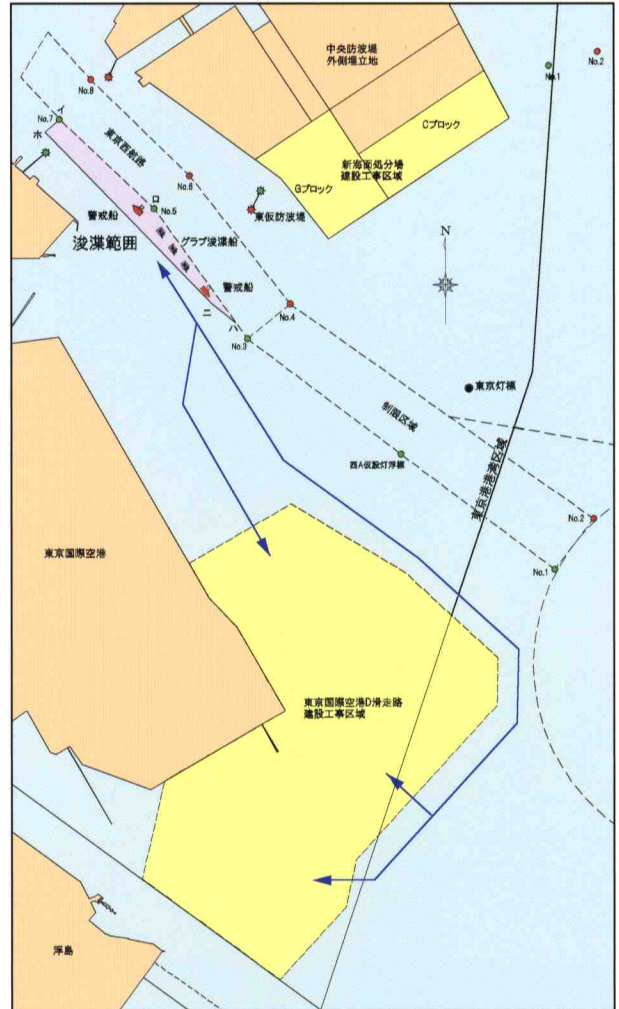 中央防波堤
外側埋立地
No.1
No.2
No.8
Cブロック
No.7
イ
ホ
東京西航路
新海面処分場
建設工事区域
Gブロック
No.6
ロ
No.5
東仮防波堤
警戒船
グラブ浚渫船
浚渫範囲
N
警戒船
ニ
ハ
No.4
No.3
東京灯標
制限区域
東京港港湾区域
西A仮設灯浮標
No.2
東京国際空港
No.1
東京国際空港D滑走路
建設工事区域
浮島